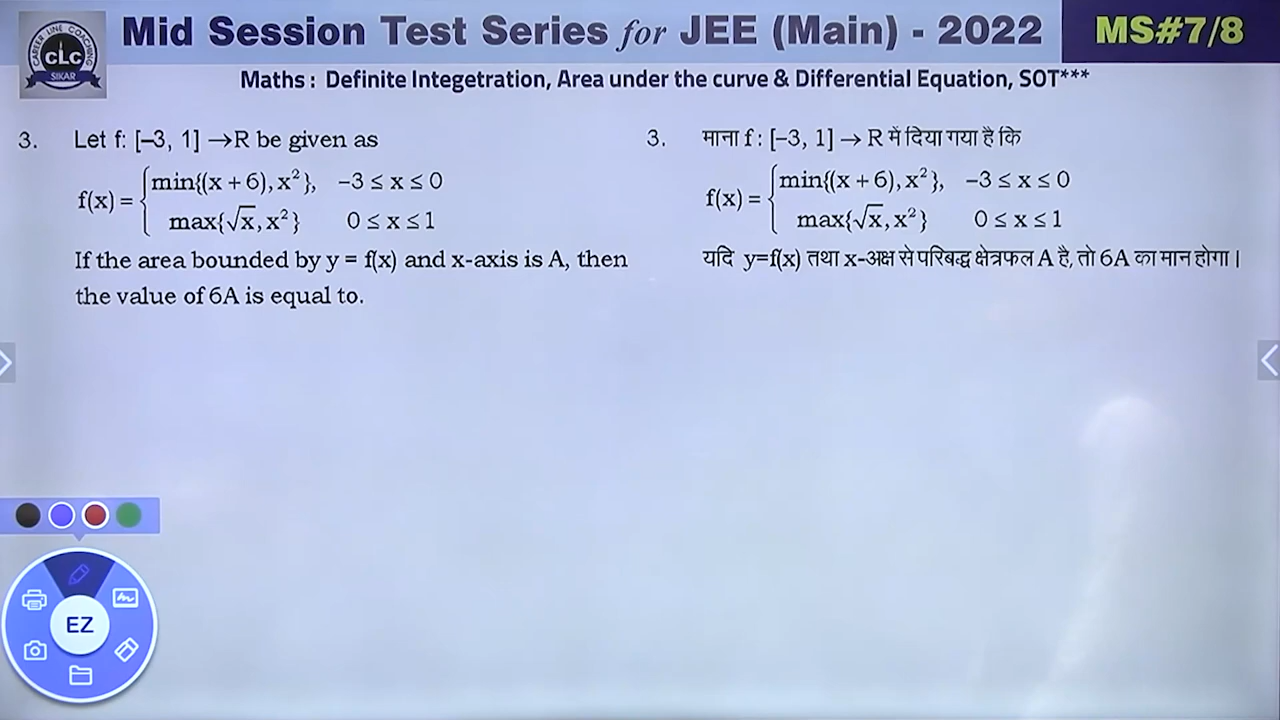 CAREER LINE COACHING
CLC
SIKAR
Mid Session Test Series for JEE (Main) - 2022
MS#7/8
Maths : Definite Integetration, Area under the curve & Differential Equation, SOT***
3. Let f: [–3, 1] →R be given as
f(x) = {min{(x + 6), x²}, –3 ≤ x ≤ 0
max{√x, x²} 0 ≤ x ≤ 1
If the area bounded by y = f(x) and x-axis is A, then
the value of 6A is equal to.
3. माना f : [–3, 1] → R में दिया गया है कि
f(x) = {min{(x + 6), x²}, –3 ≤ x ≤ 0
max{√x, x²} 0 ≤ x ≤ 1
यदि y=f(x) तथा x-अक्ष से परिबद्ध क्षेत्रफल A है, तो 6A का मान होगा।
EZ